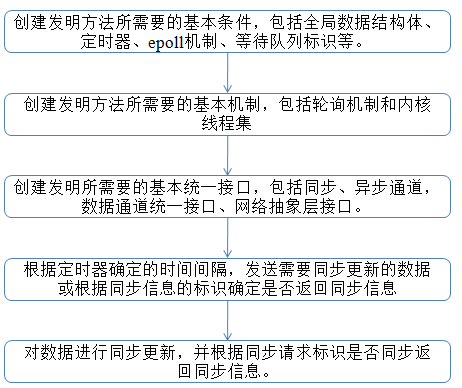 创建发明方法所需要的基本条件，包括全局数据结构体、
定时器、epoll机制、等待队列标识等。
创建发明方法所需要的基本机制，包括轮询机制和内核
线程集
创建发明所需要的基本统一接口，包括同步、异步通道，
数据通道统一接口、网络抽象层接口。
根据定时器确定的时间间隔，发送需要同步更新的数据
或根据同步信息的标识确定是否返回同步信息
对数据进行同步更新，并根据同步请求标识是否同步返
回同步信息。